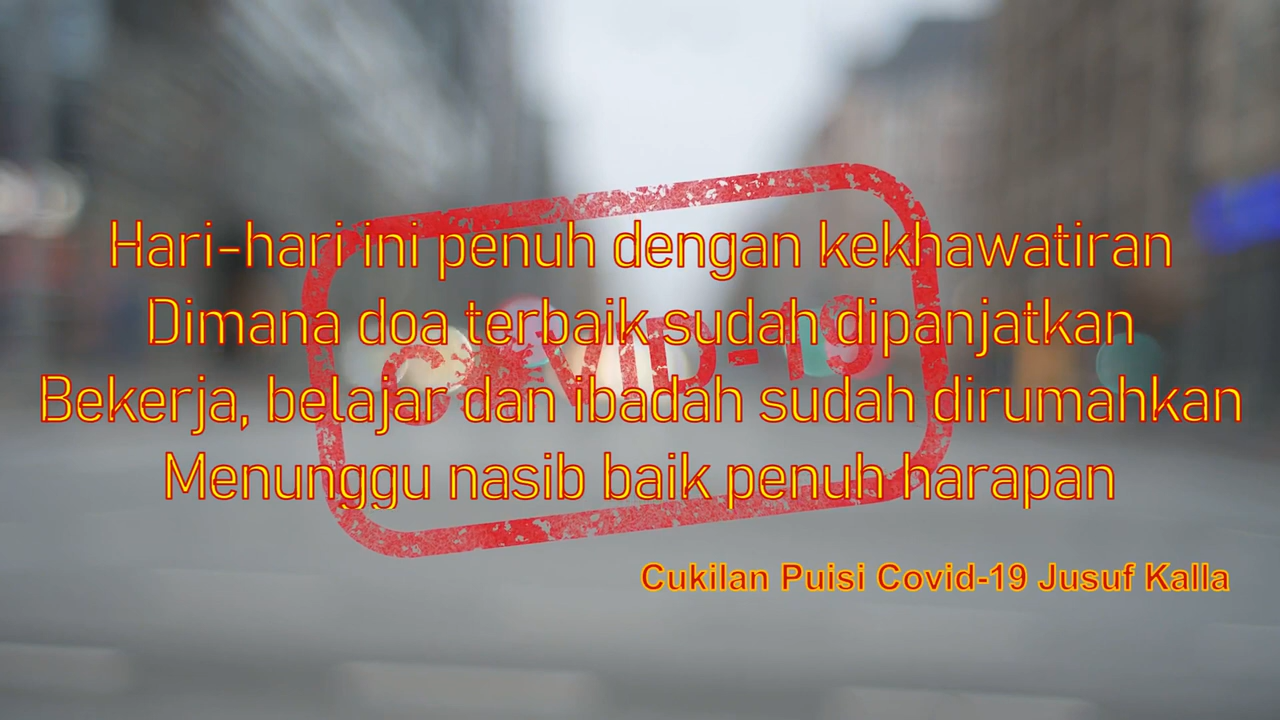 Hari-hari ini penuh dengan kekhawatiran
Dimana doa terbaik sudah dipanjatkan
COVID-19
Bekerja, belajar dan ibadah sudah dirumahkan
Menunggu nasib baik penuh harapan
Cukilan Puisi Covid-19 Jusuf Kalla